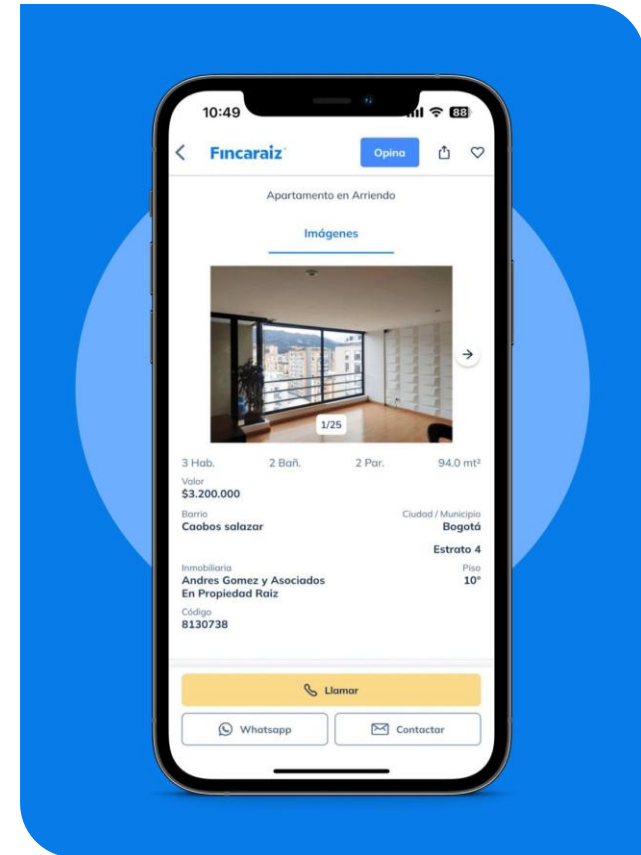 10:49
88
Fincaraiz
Opina
Apartamento en Arriendo
Imágenes
1/25
3 Hab. 2 Bañ. 2 Par. 94.0 mt²
Valor
$3.200.000
Barrio Ciudad / Municipio
Caobos salazar Bogotá
Estrato 4
Inmobiliaria Piso
Andres Gomez y Asociados 10°
En Propiedad Raiz
Código
8130738
Llamar
Whatsapp Contactar